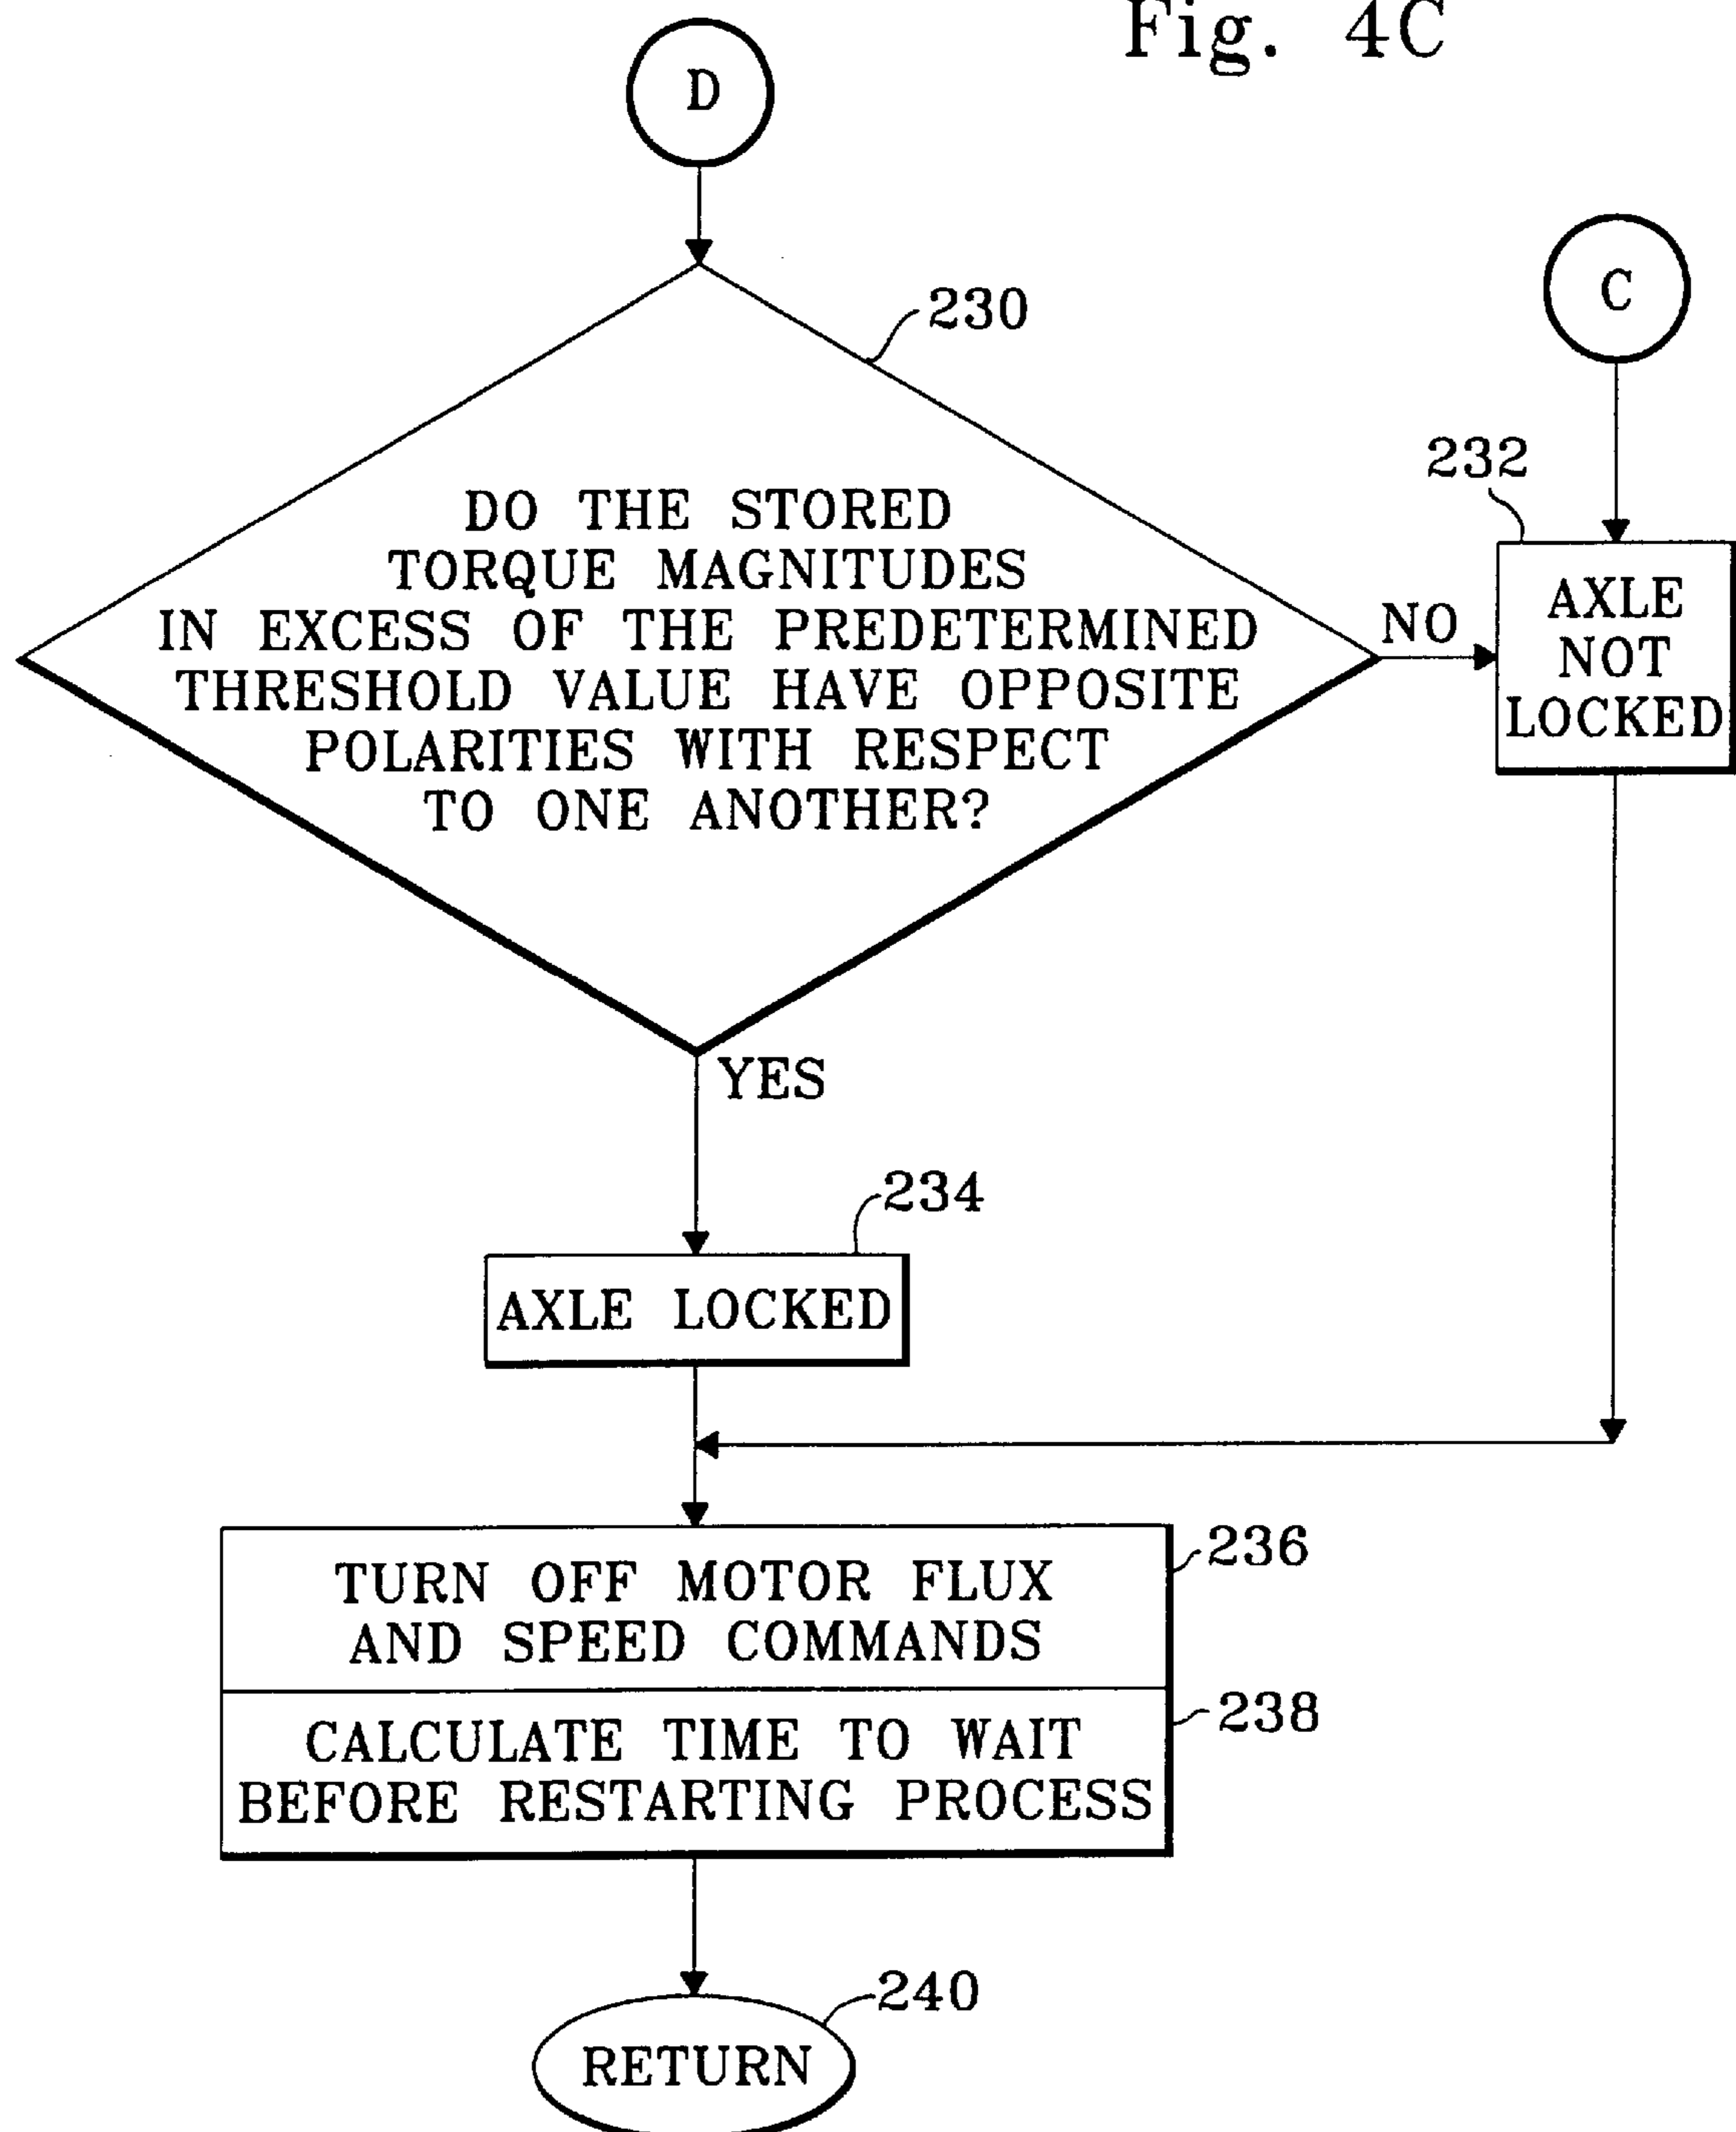 Fig. 4C
D
230
C
232
DO THE STORED
TORQUE MAGNITUDES
IN EXCESS OF THE PREDETERMINED
THRESHOLD VALUE HAVE OPPOSITE
POLARITIES WITH RESPECT
TO ONE ANOTHER?
NO
AXLE
NOT
LOCKED
YES
234
AXLE LOCKED
236
TURN OFF MOTOR FLUX
AND SPEED COMMANDS
238
CALCULATE TIME TO WAIT
BEFORE RESTARTING PROCESS
240
RETURN